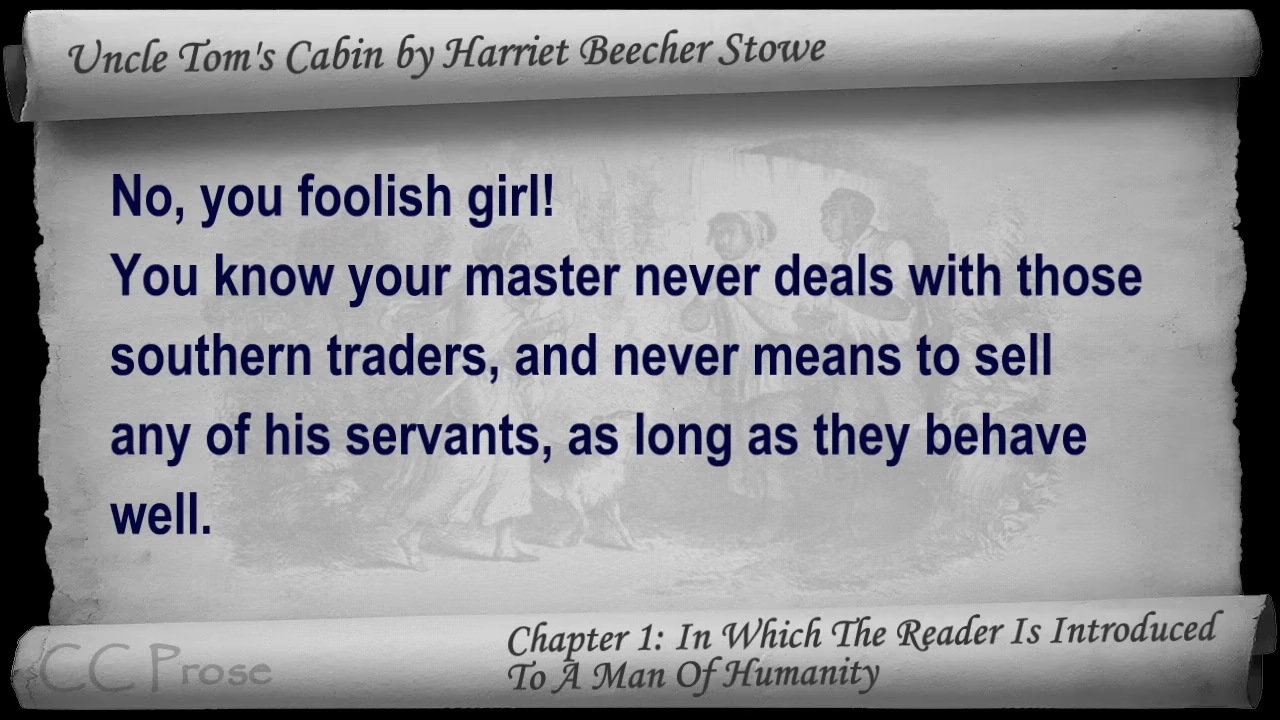 Uncle Tom's Cabin by Harriet Beecher Stowe
No, you foolish girl!
You know your master never deals with those
southern traders, and never means to sell
any of his servants, as long as they behave
well.
Chapter 1: In Which The Reader Is Introduced
To A Man Of Humanity
CC Prose